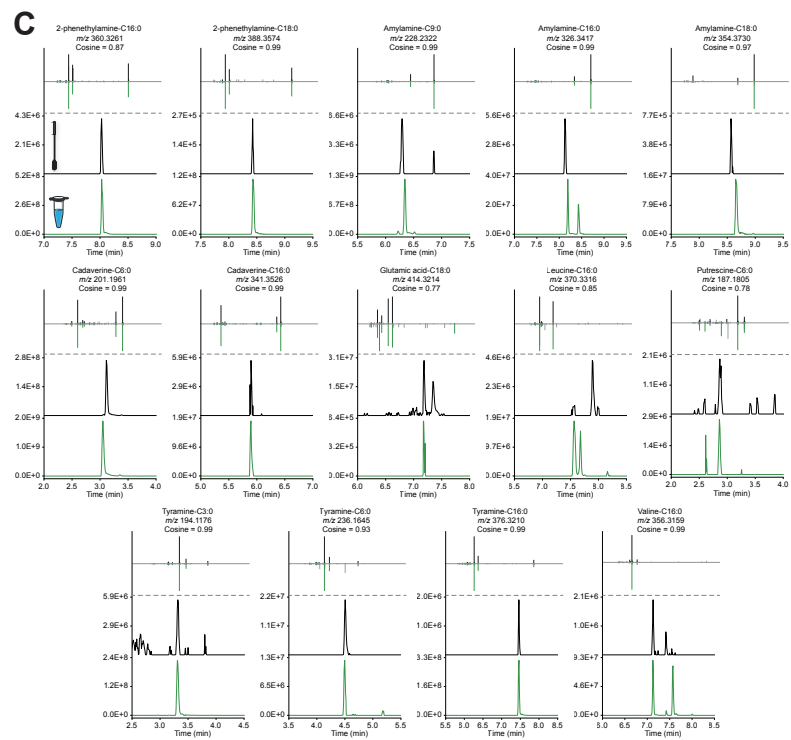 C
2-phenethylamine-C16:0
m/z 360.3261
Cosine = 0.87
4.3E+6
2.1E+6
5.2E+8
2.6E+8
0.0E+0
7.0 7.5 8.0 8.5 9.0
Time (min)
2-phenethylamine-C18:0
m/z 388.3574
Cosine = 0.99
2.7E+5
1.4E+5
1.2E+8
6.2E+7
0.0E+0
7.5 8.0 8.5 9.0 9.5
Time (min)
Amylamine-C9:0
m/z 228.2322
Cosine = 0.99
3.3E+6
1.3E+9
0.0E+0
5.5 6.0 6.5 7.0 7.5
Time (min)
Amylamine-C16:0
m/z 326.3417
Cosine = 0.99
5.6E+6
2.8E+6
4.0E+7
2.0E+7
0.0E+0
7.5 8.0 8.5 9.0 9.5
Time (min)
Amylamine-C18:0
m/z 354.3730
Cosine = 0.97
7.7E+5
3.8E+5
1.6E+7
7.9E+6
0.0E+0
7.5 8.0 8.5 9.0 9.5
Time (min)
Cadaverine-C6:0
m/z 201.1961
Cosine = 0.99
2.8E+8
1.4E+8
2.0E+9
1.0E+9
0.0E+0
2.0 2.5 3.0 3.5 4.0
Time (min)
Cadaverine-C16:0
m/z 341.3526
Cosine = 0.99
5.9E+6
2.9E+6
1.9E+7
9.6E+6
0.0E+0
5.0 5.5 6.0 6.5 7.0
Time (min)
Glutamic acid-C18:0
m/z 414.3214
Cosine = 0.77
3.1E+7
1.5E+7
3.2E+5
0.0E+0
6.0 6.5 7.0 7.5 8.0
Time (min)
Leucine-C16:0
m/z 370.3316
Cosine = 0.85
4.6E+6
2.3E+6
1.9E+7
9.7E+6
0.0E+0
6.5 7.0 7.5 8.0 8.5
Time (min)
Putrescine-C6:0
m/z 187.1805
Cosine = 0.78
2.1E+6
1.1E+6
2.9E+6
1.4E+6
0.0E+0
2.0 2.5 3.0 3.5 4.0
Time (min)
Tyramine-C3:0
m/z 194.1176
Cosine = 0.99
5.9E+6
2.9E+6
2.4E+8
1.2E+8
0.0E+0
2.5 3.0 3.5 4.0 4.5
Time (min)
Tyramine-C6:0
m/z 236.1645
Cosine = 0.93
2.2E+7
1.1E+7
1.3E+7
6.5E+6
0.0E+0
3.5 4.0 4.5 5.0 5.5
Time (min)
Tyramine-C16:0
m/z 376.3210
Cosine = 0.99
2.0E+6
1.0E+6
3.3E+8
1.6E+8
0.0E+0
5.5 6.0 6.5 7.0 7.5 8.0 8.5
Time (min)
Valine-C16:0
m/z 356.3159
Cosine = 0.99
2.1E+6
1.0E+6
9.3E+7
4.6E+7
0.0E+0
6.0 6.5 7.0 7.5 8.0 8.5
Time (min)